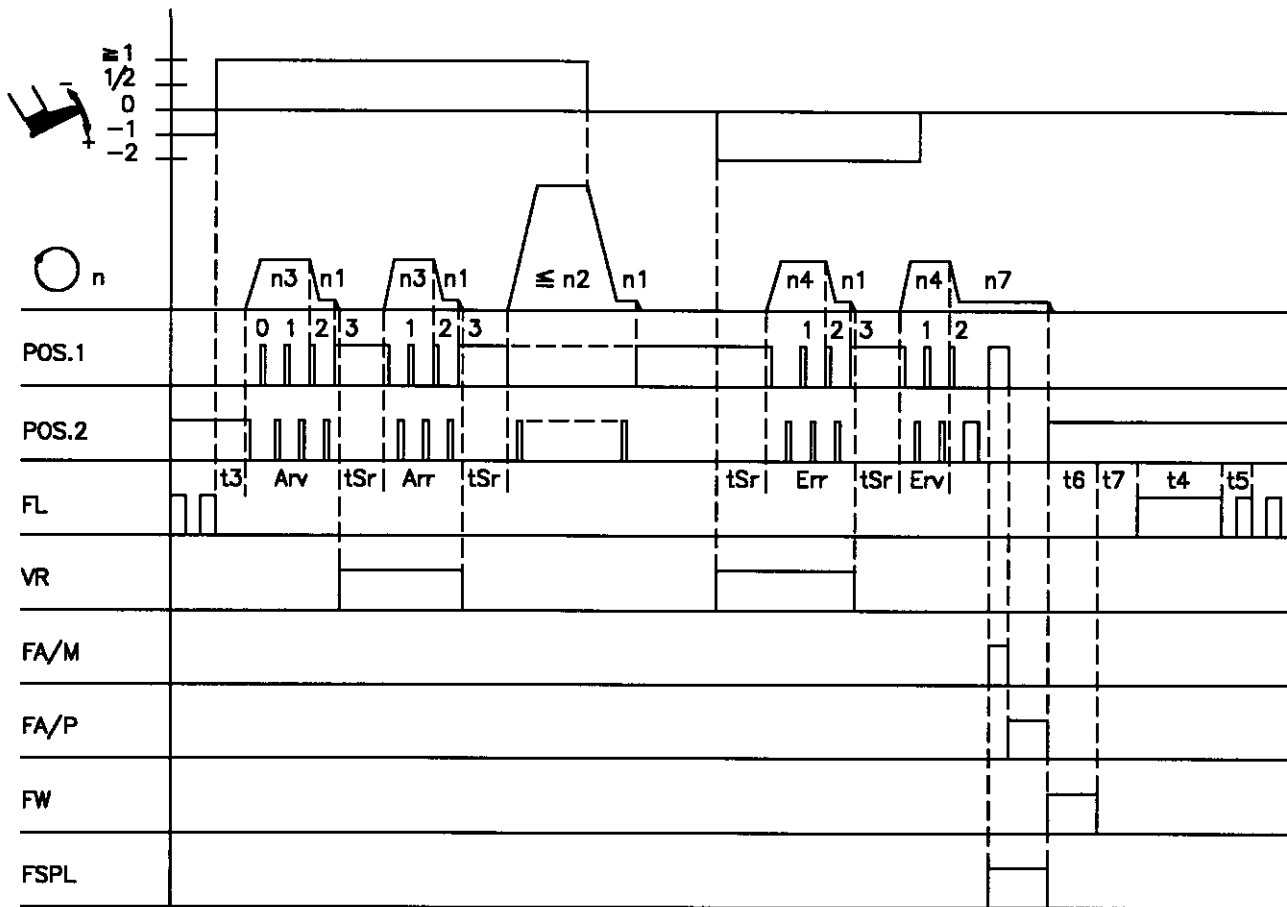 ≧1
1/2
0
−1
−2
−
+
n
n3 n1 n3 n1 ≦ n2 n1 n4 n1 n4 n7
0 1 2 3 1 2 3 1 2 3 1 2
POS.1
POS.2
t3 Arv tSr Arr tSr tSr Err tSr Erv t6 t7 t4 t5
FL
VR
FA/M
FA/P
FW
FSPL